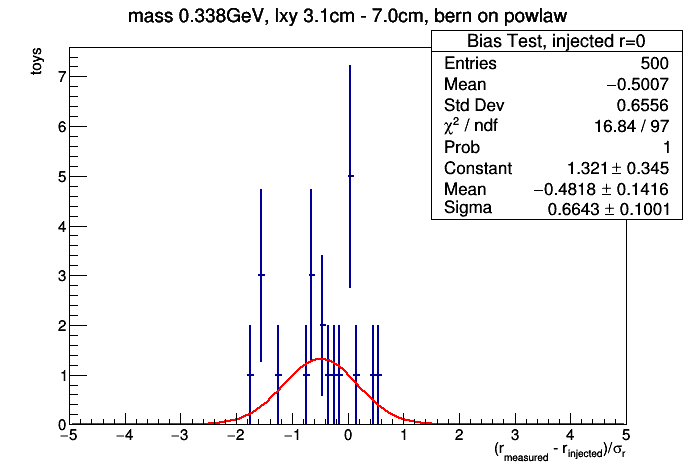 mass 0.338GeV, lxy 3.1cm - 7.0cm, bern on powlaw
toys
Bias Test, injected r=0
Entries 500
Mean −0.5007
Std Dev 0.6556
χ² / ndf 16.84 / 97
Prob 1
Constant 1.321 ± 0.345
Mean −0.4818 ± 0.1416
Sigma 0.6643 ± 0.1001
7
6
5
4
3
2
1
0
−5 −4 −3 −2 −1 0 1 2 3 4 5
(r_measured - r_injected)/σ_r